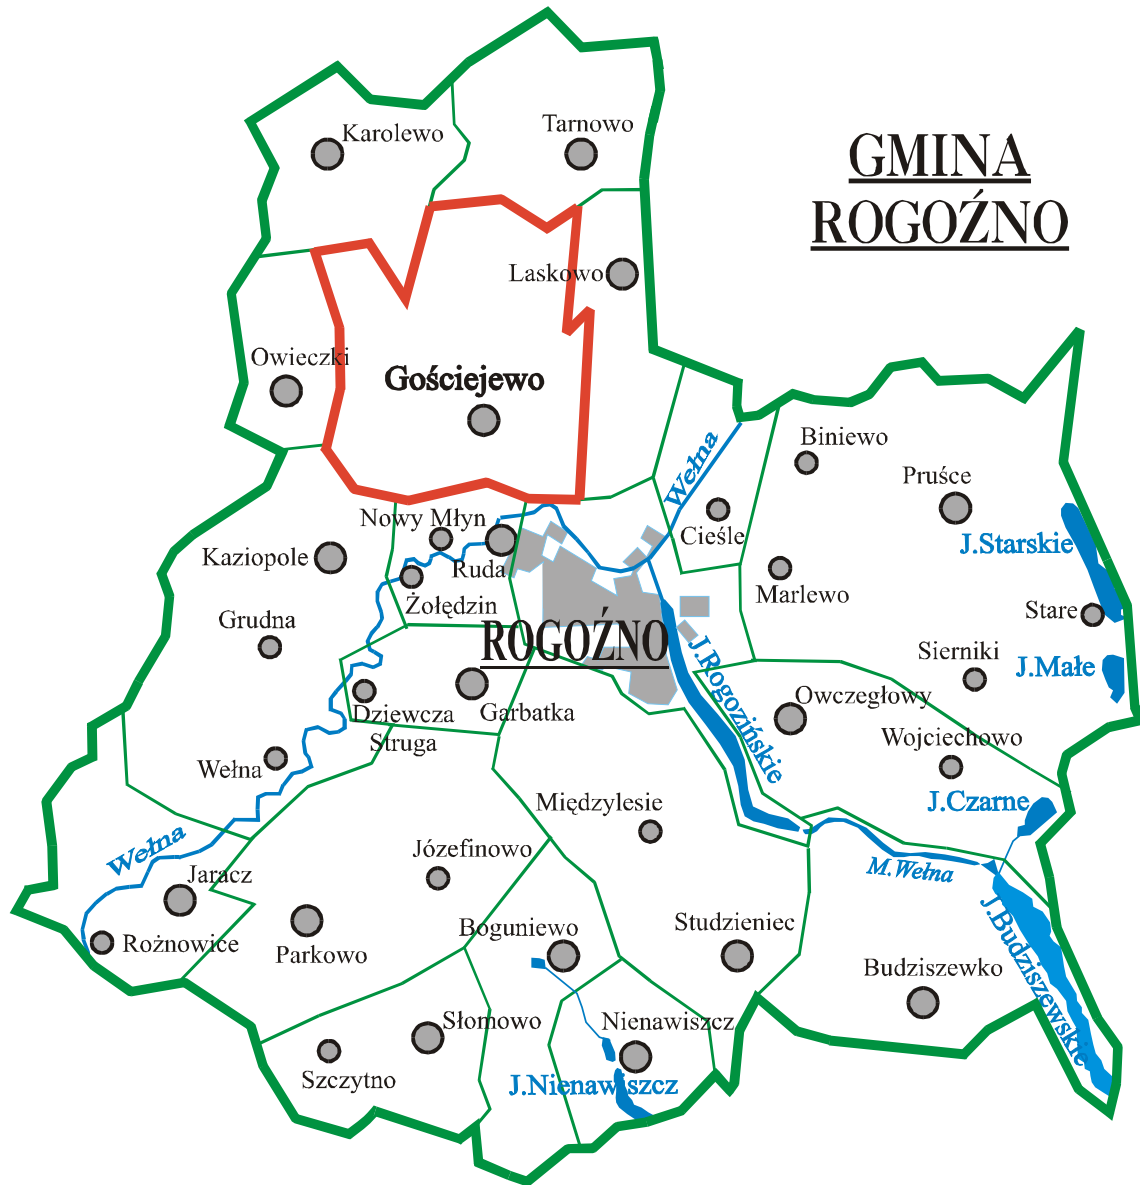 Karolewo
Tarnowo
GMINA
ROGOŹNO
Laskowo
Owieczki
Gościejewo
Wełna
Biniewo
Pruśce
Nowy Młyn
Cieśle
J.Starskie
Kaziopole
Ruda
Żołędzin
Marlewo
Stare
Grudna
ROGOŹNO
J.Rogozińskie
Sierniki
J.Małe
Owczegłowy
Dziewcza
Struga
Garbatka
Wojciechowo
Wełna
J.Czarne
Międzylesie
Wełna
Józefinowo
M.Wełna
Jaracz
Rożnowice
Parkowo
Boguniewo
Studzieniec
J.Budziszewskie
Budziszewko
Słomowo
Nienawiszcz
Szczytno
J.Nienawiszcz